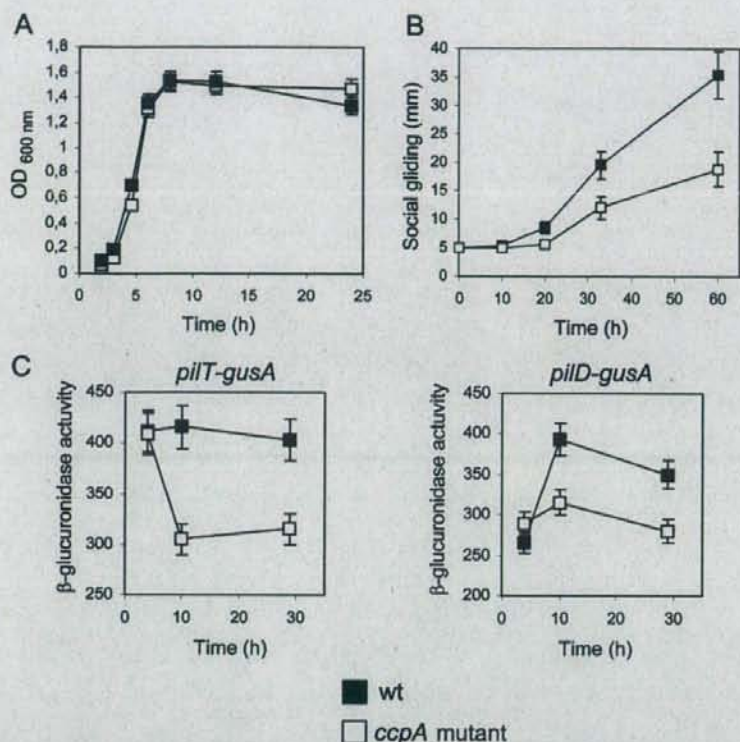 A
1,8
1,6
1,4
1,2
1
0,8
0,6
0,4
0,2
0
OD 600 nm
0 5 10 15 20 25
Time (h)
B
40
35
30
25
20
15
10
5
0
Social gliding (mm)
0 10 20 30 40 50 60
Time (h)
C
pilT-gusA
450
400
350
300
250
β-glucuronidase actuvity
0 10 20 30
Time (h)
pilD-gusA
450
400
350
300
250
200
β-glucuronidase actuvity
0 10 20 30
Time (h)
wt
ccpA mutant